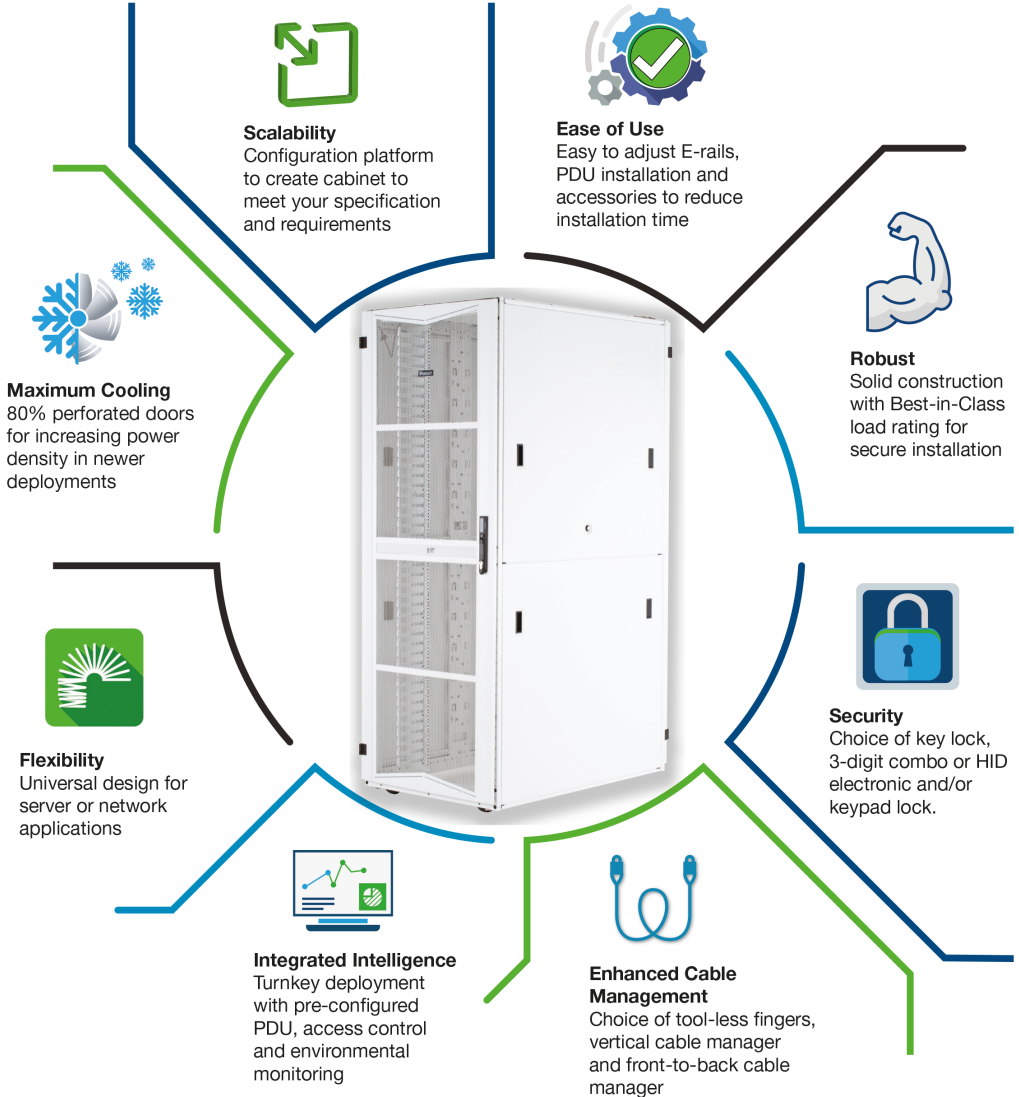 Scalability
Configuration platform
to create cabinet to
meet your specification
and requirements
Ease of Use
Easy to adjust E-rails,
PDU installation and
accessories to reduce
installation time
Robust
Solid construction
with Best-in-Class
load rating for
secure installation
Maximum Cooling
80% perforated doors
for increasing power
density in newer
deployments
Security
Choice of key lock,
3-digit combo or HID
electronic and/or
keypad lock.
Flexibility
Universal design for
server or network
applications
Integrated Intelligence
Turnkey deployment
with pre-configured
PDU, access control
and environmental
monitoring
Enhanced Cable
Management
Choice of tool-less fingers,
vertical cable manager
and front-to-back cable
manager